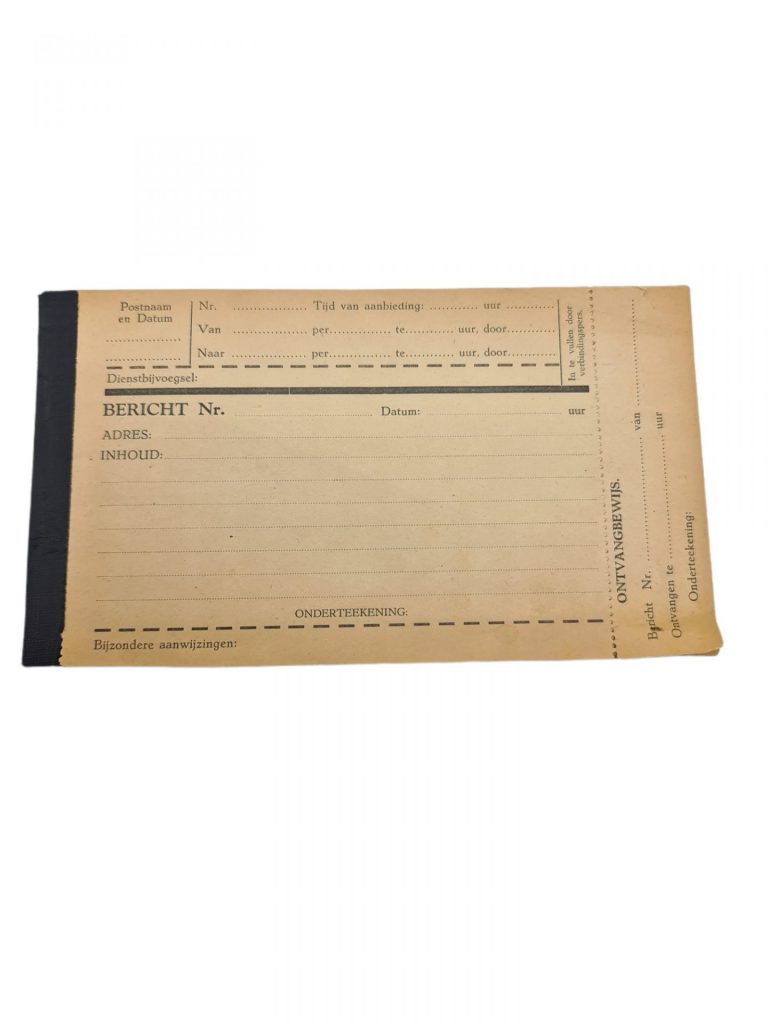 Postnaam
en Datum
Nr. .................... Tijd van aanbieding: ............. uur .............
Van .................... per................ te............. uur, door.............
Naar .................... per................ te............. uur, door.............
In te vullen door
verbindingspers.
Dienstbijvoegsel:
BERICHT Nr. Datum: uur
ADRES:
INHOUD:
ONDERTEEKENING:
Bijzondere aanwijzingen:
ONTVANGBEWIJS.
Bericht Nr. .................... ván ....................
Ontvangen te .................... uur
Onderteekening: